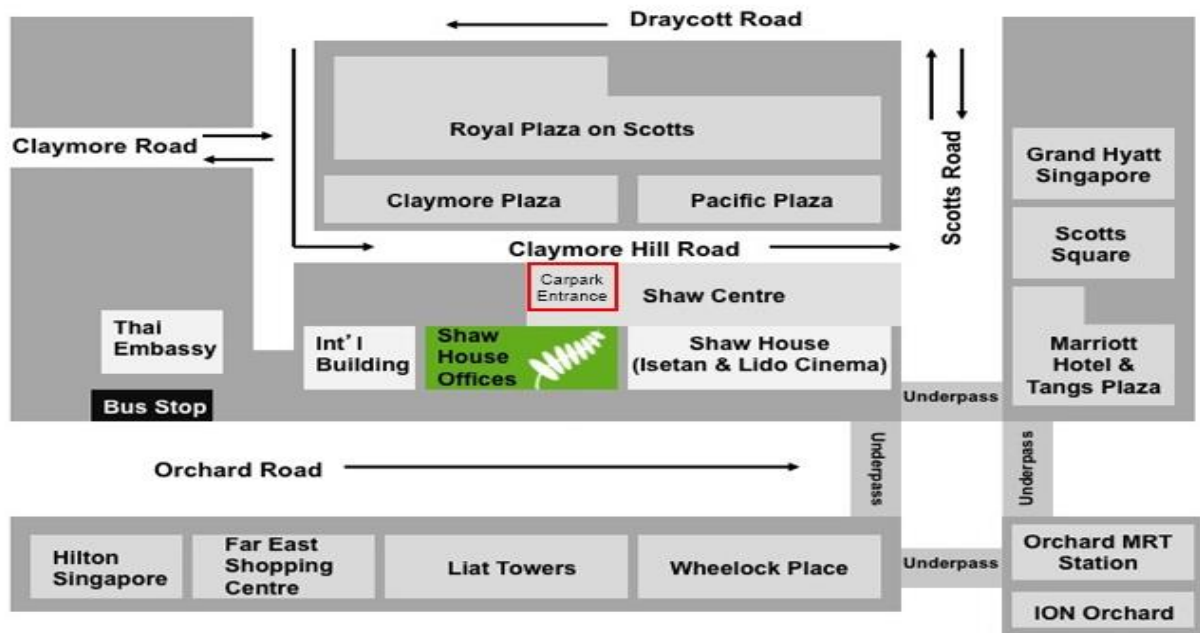 Draycott Road
Royal Plaza on Scotts
Claymore Road
Claymore Plaza
Pacific Plaza
Scotts Road
Grand Hyatt
Singapore
Scotts
Square
Claymore Hill Road
Carpark
Entrance
Shaw Centre
Thai
Embassy
Int'l
Building
Shaw
House
Offices
Shaw House
(Isetan & Lido Cinema)
Marriott
Hotel &
Tangs Plaza
Bus Stop
Underpass
Orchard Road
Underpass
Underpass
Hilton
Singapore
Far East
Shopping
Centre
Liat Towers
Wheelock Place
Underpass
Orchard MRT
Station
ION Orchard